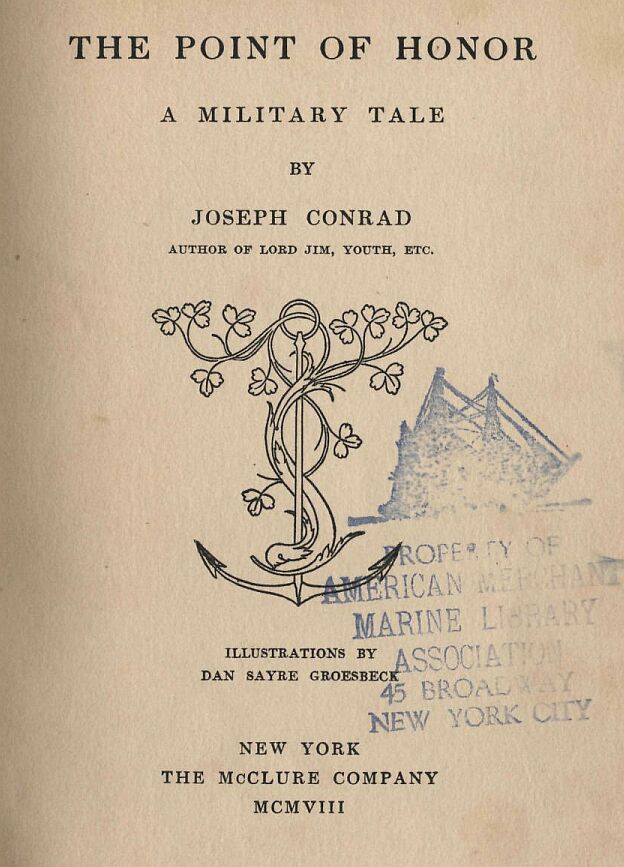 THE POINT OF HONOR
A MILITARY TALE
BY
JOSEPH CONRAD
AUTHOR OF LORD JIM, YOUTH, ETC.
PROPERTY OF
AMERICAN MERCHANT
MARINE LIBRARY
ASSOCIATION
45 BROADWAY
NEW YORK CITY
ILLUSTRATIONS BY
DAN SAYRE GROESBECK
NEW YORK
THE McCLURE COMPANY
MCMVIII